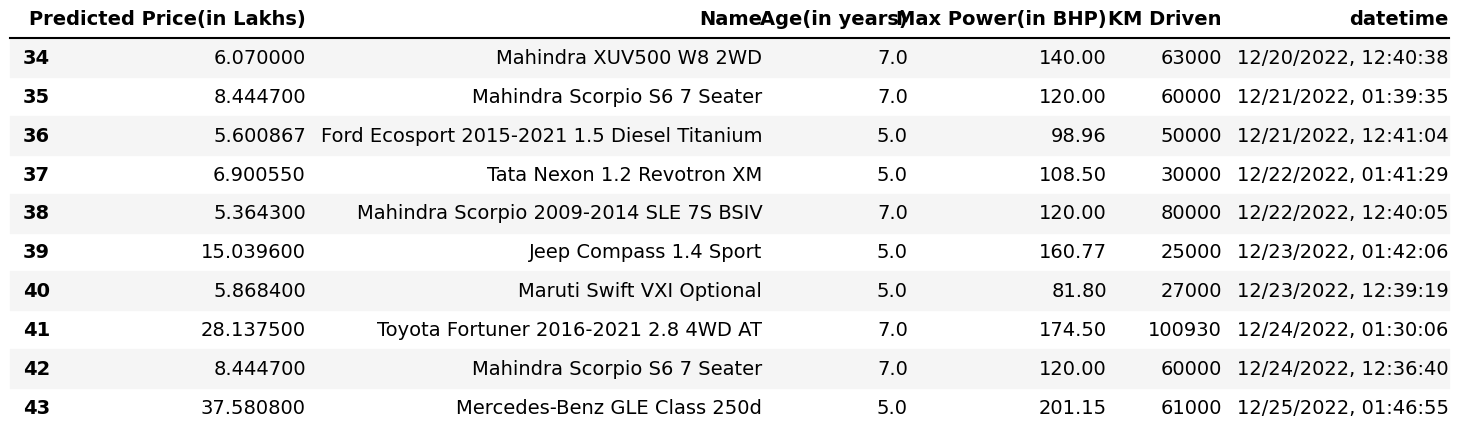 Predicted Price(in Lakhs) Name Age(in years) Max Power(in BHP) KM Driven datetime
34 6.070000 Mahindra XUV500 W8 2WD 7.0 140.00 63000 12/20/2022, 12:40:38
35 8.444700 Mahindra Scorpio S6 7 Seater 7.0 120.00 60000 12/21/2022, 01:39:35
36 5.600867 Ford Ecosport 2015-2021 1.5 Diesel Titanium 5.0 98.96 50000 12/21/2022, 12:41:04
37 6.900550 Tata Nexon 1.2 Revotron XM 5.0 108.50 30000 12/22/2022, 01:41:29
38 5.364300 Mahindra Scorpio 2009-2014 SLE 7S BSIV 7.0 120.00 80000 12/22/2022, 12:40:05
39 15.039600 Jeep Compass 1.4 Sport 5.0 160.77 25000 12/23/2022, 01:42:06
40 5.868400 Maruti Swift VXI Optional 5.0 81.80 27000 12/23/2022, 12:39:19
41 28.137500 Toyota Fortuner 2016-2021 2.8 4WD AT 7.0 174.50 100930 12/24/2022, 01:30:06
42 8.444700 Mahindra Scorpio S6 7 Seater 7.0 120.00 60000 12/24/2022, 12:36:40
43 37.580800 Mercedes-Benz GLE Class 250d 5.0 201.15 61000 12/25/2022, 01:46:55